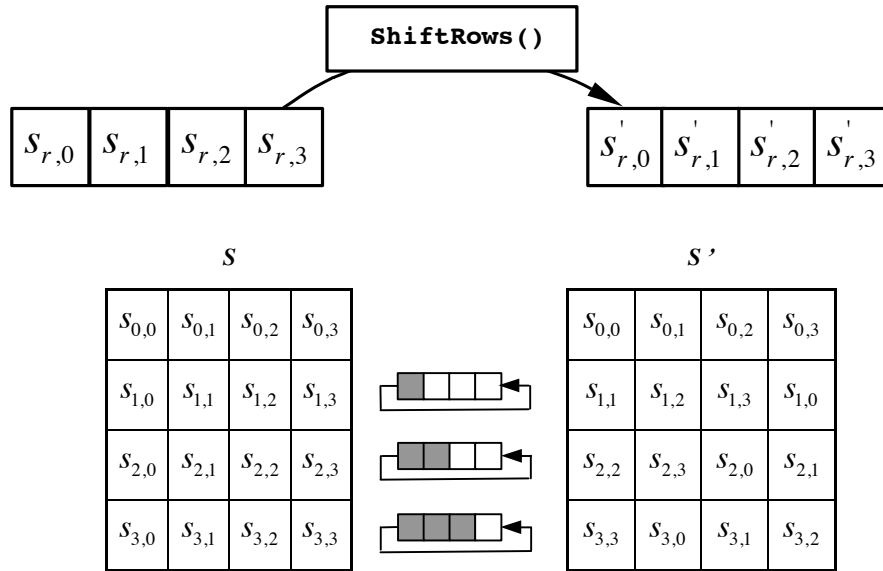 ShiftRows()
s_{r,0} s_{r,1} s_{r,2} s_{r,3} s'_{r,0} s'_{r,1} s'_{r,2} s'_{r,3}
S S’
s_{0,0} s_{0,1} s_{0,2} s_{0,3} s_{0,0} s_{0,1} s_{0,2} s_{0,3}
s_{1,0} s_{1,1} s_{1,2} s_{1,3} s_{1,1} s_{1,2} s_{1,3} s_{1,0}
s_{2,0} s_{2,1} s_{2,2} s_{2,3} s_{2,2} s_{2,3} s_{2,0} s_{2,1}
s_{3,0} s_{3,1} s_{3,2} s_{3,3} s_{3,3} s_{3,0} s_{3,1} s_{3,2}